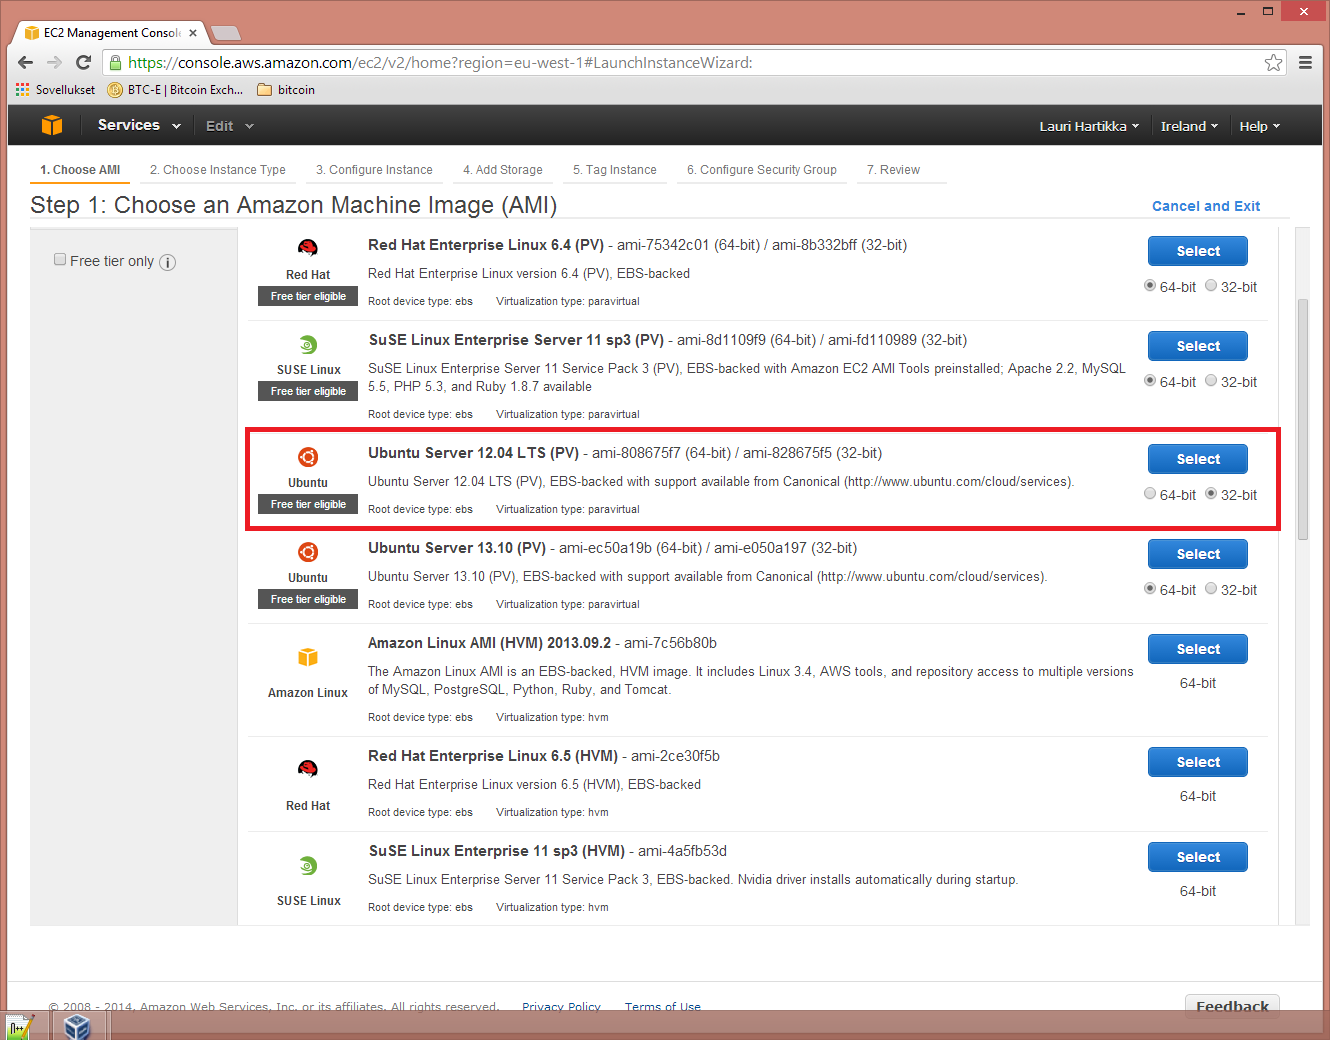 EC2 Management Consol
https://console.aws.amazon.com/ec2/v2/home?region=eu-west-1#LaunchInstanceWizard:
Sovellukset BTC-E | Bitcoin Exch... bitcoin
Services Edit Lauri Hartikka Ireland Help
1. Choose AMI 2. Choose Instance Type 3. Configure Instance 4. Add Storage 5. Tag Instance 6. Configure Security Group 7. Review
Step 1: Choose an Amazon Machine Image (AMI) Cancel and Exit
Free tier only i
Red Hat
Free tier eligible
Red Hat Enterprise Linux 6.4 (PV) - ami-75342c01 (64-bit) / ami-8b332bff (32-bit)
Red Hat Enterprise Linux version 6.4 (PV), EBS-backed
Root device type: ebs Virtualization type: paravirtual
Select
64-bit 32-bit
SUSE Linux
Free tier eligible
SuSE Linux Enterprise Server 11 sp3 (PV) - ami-8d1109f9 (64-bit) / ami-fd110989 (32-bit)
SuSE Linux Enterprise Server 11 Service Pack 3 (PV), EBS-backed with Amazon EC2 AMI Tools preinstalled; Apache 2.2, MySQL
5.5, PHP 5.3, and Ruby 1.8.7 available
Root device type: ebs Virtualization type: paravirtual
Select
64-bit 32-bit
Ubuntu
Free tier eligible
Ubuntu Server 12.04 LTS (PV) - ami-808675f7 (64-bit) / ami-828675f5 (32-bit)
Ubuntu Server 12.04 LTS (PV), EBS-backed with support available from Canonical (http://www.ubuntu.com/cloud/services).
Root device type: ebs Virtualization type: paravirtual
Select
64-bit 32-bit
Ubuntu
Free tier eligible
Ubuntu Server 13.10 (PV) - ami-ec50a19b (64-bit) / ami-e050a197 (32-bit)
Ubuntu Server 13.10 (PV), EBS-backed with support available from Canonical (http://www.ubuntu.com/cloud/services).
Root device type: ebs Virtualization type: paravirtual
Select
64-bit 32-bit
Amazon Linux
Amazon Linux AMI (HVM) 2013.09.2 - ami-7c56b80b
The Amazon Linux AMI is an EBS-backed, HVM image. It includes Linux 3.4, AWS tools, and repository access to multiple versions
of MySQL, PostgreSQL, Python, Ruby, and Tomcat.
Root device type: ebs Virtualization type: hvm
Select
64-bit
Red Hat
Red Hat Enterprise Linux 6.5 (HVM) - ami-2ce30f5b
Red Hat Enterprise Linux version 6.5 (HVM), EBS-backed
Root device type: ebs Virtualization type: hvm
Select
64-bit
SUSE Linux
SuSE Linux Enterprise 11 sp3 (HVM) - ami-4a5fb53d
SuSE Linux Enterprise Server 11 Service Pack 3, EBS-backed. Nvidia driver installs automatically during startup.
Root device type: ebs Virtualization type: hvm
Select
64-bit
© 2008 - 2014, Amazon Web Services, Inc. or its affiliates. All rights reserved. Privacy Policy Terms of Use
Feedback